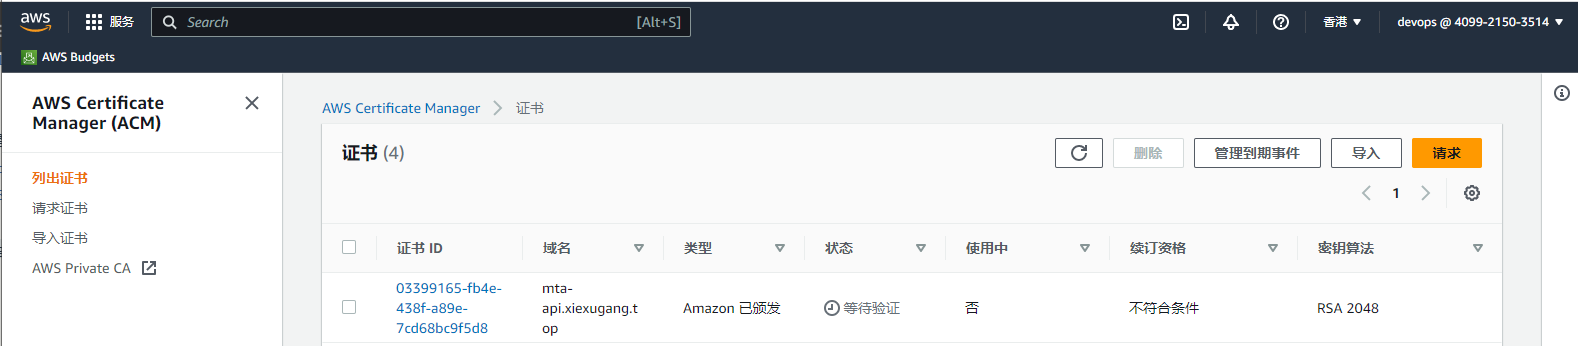 aws
服务
Search
[Alt+S]
香港
devops @ 4099-2150-3514
AWS Budgets
AWS Certificate
Manager (ACM)
列出证书
请求证书
导入证书
AWS Private CA
AWS Certificate Manager
证书
证书 (4)
删除
管理到期事件
导入
请求
1
证书 ID
域名
类型
状态
使用中
续订资格
密钥算法
03399165-fb4e-
438f-a89e-
7cd68bc9f5d8
mta-
api.xiexugang.t
op
Amazon 已颁发
等待验证
否
不符合条件
RSA 2048